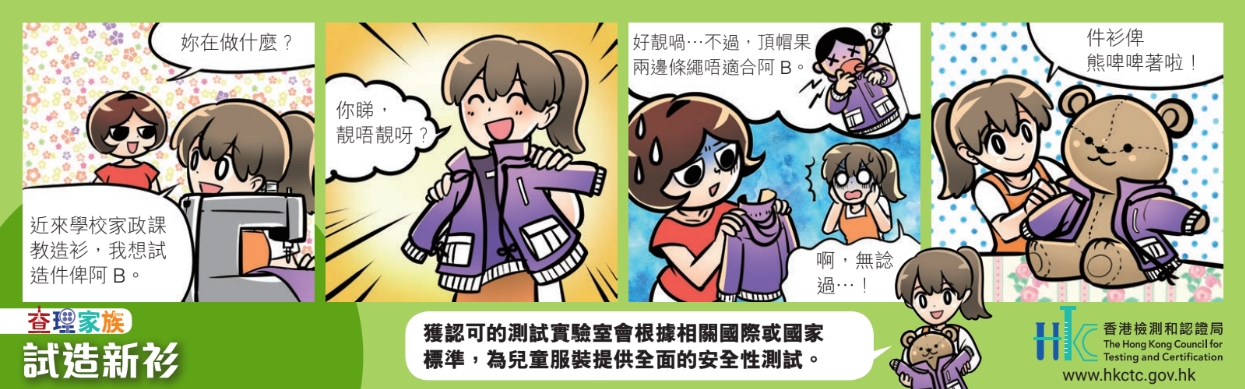 妳在做什麼？
近來學校家政課
教造衫，我想試
造件俾阿 B。
你睇，
靚唔靚呀？
好靚喎…不過，頂帽果
兩邊條繩唔適合阿 B。
啊，無諗
過…！
件衫俾
熊啤啤著啦！
查理家族
試造新衫
獲認可的測試實驗室會根據相關國際或國家
標準，為兒童服裝提供全面的安全性測試。
HKTC
香港檢測和認證局
The Hong Kong Council for
Testing and Certification
www.hkctc.gov.hk